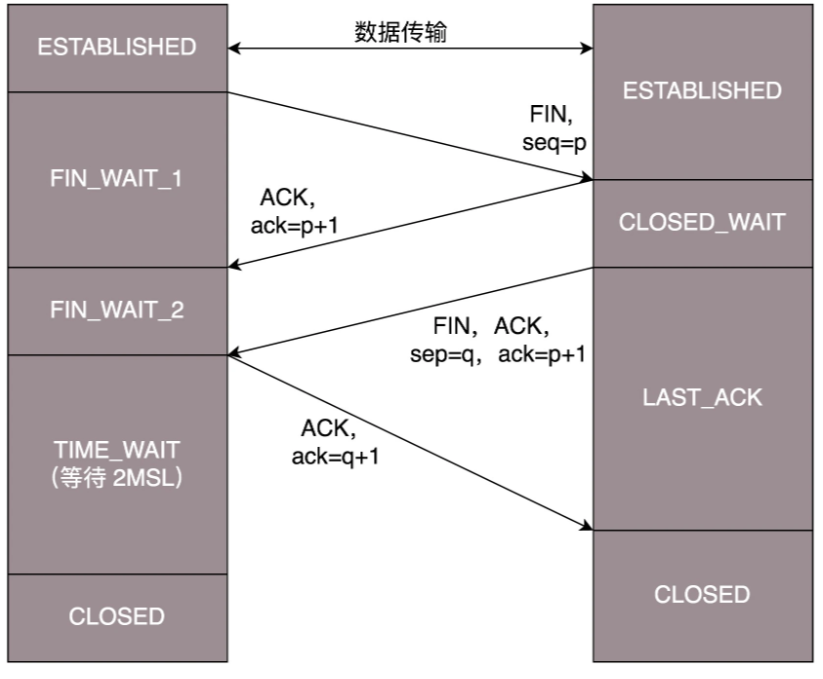 数据传输
ESTABLISHED
ESTABLISHED
FIN,
seq=p
FIN_WAIT_1
ACK,
ack=p+1
CLOSED_WAIT
FIN_WAIT_2
FIN，ACK,
sep=q，ack=p+1
LAST_ACK
TIME_WAIT
（等待 2MSL）
ACK,
ack=q+1
CLOSED
CLOSED